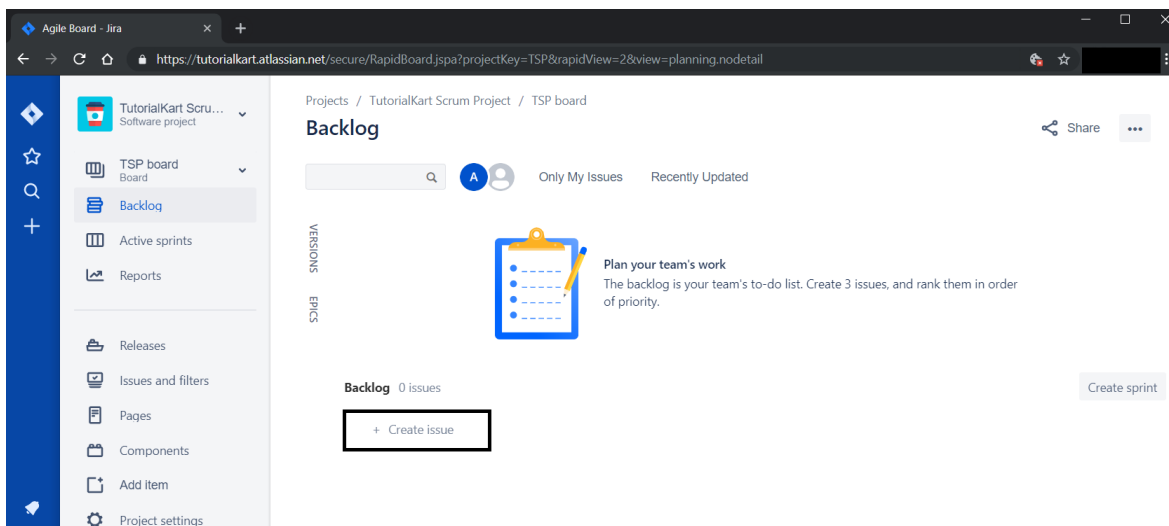 Agile Board - Jira
https://tutorialkart.atlassian.net/secure/RapidBoard.jspa?projectKey=TSP&rapidView=2&view=planning.nodetail
TutorialKart Scru...
Software project
TSP board
Board
Backlog
Active sprints
Reports
Releases
Issues and filters
Pages
Components
Add item
Project settings
Projects / TutorialKart Scrum Project / TSP board
Backlog
Share
A
Only My Issues
Recently Updated
VERSIONS
EPICS
Plan your team's work
The backlog is your team's to-do list. Create 3 issues, and rank them in order
of priority.
Backlog 0 issues
Create sprint
+ Create issue